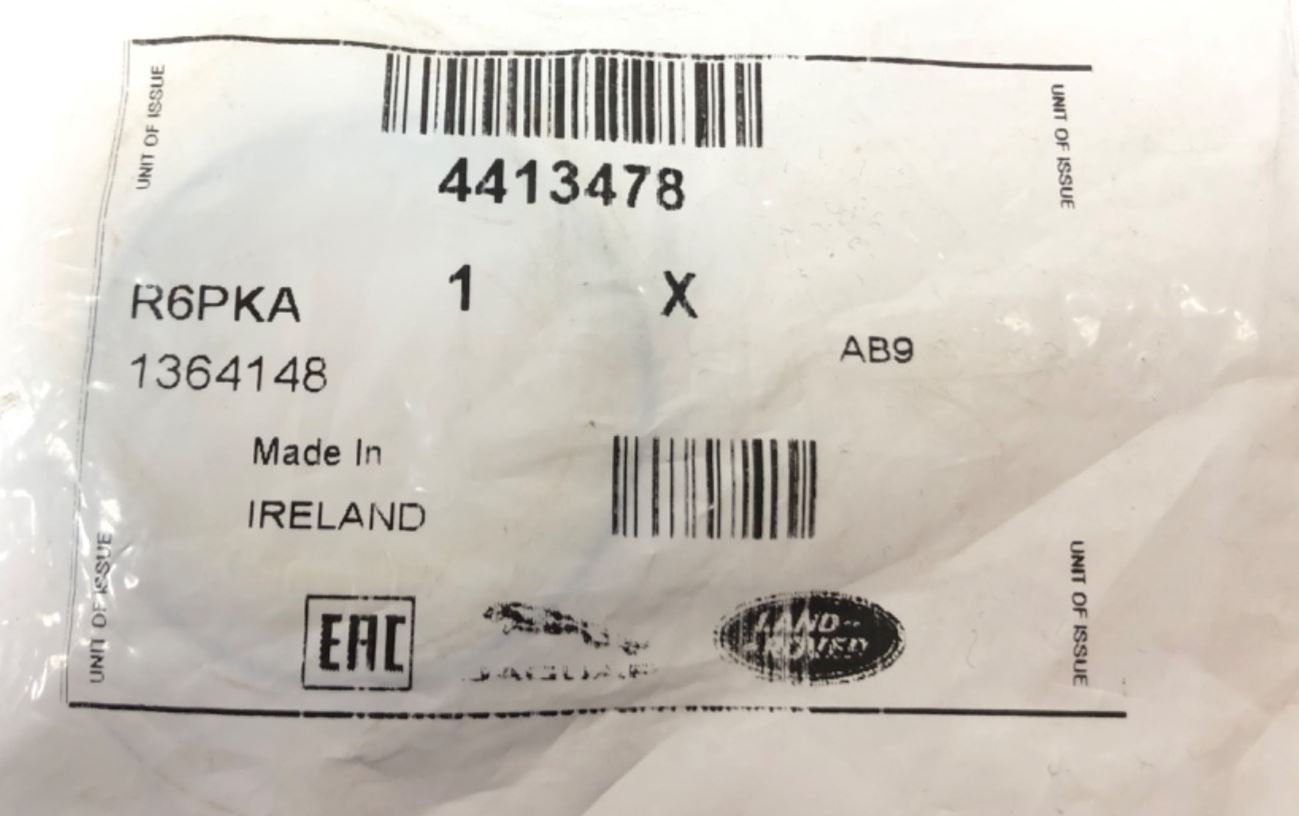 UNIT OF ISSUE
UNIT OF ISSUE
4413478
1 X
R6PKA
AB9
1364148
Made In
IRELAND
UNIT OF ISSUE
UNIT OF ISSUE
EAC
JAGUAR
LAND-
ROVER